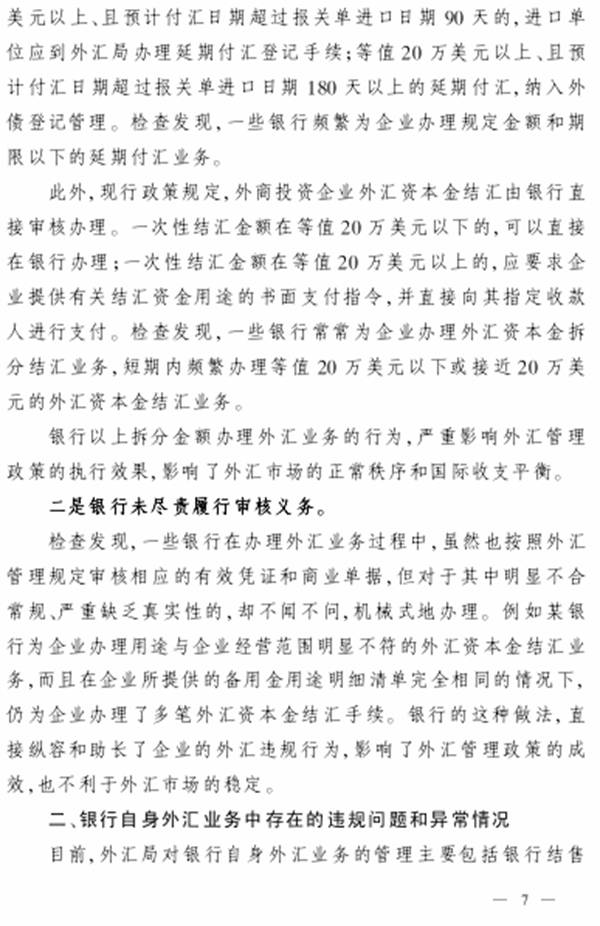 美元以上、且预计付汇日期超过报关单进口日期 90 天的,进口单
位应到外汇局办理延期付汇登记手续;等值 20 万美元以上、且预
计付汇日期超过报关单进口日期 180 天以上的延期付汇,纳入外
债登记管理。检查发现,一些银行频繁为企业办理规定金额和期
限以下的延期付汇业务。
此外,现行政策规定,外商投资企业外汇资本金结汇由银行直
接审核办理。一次性结汇金额在等值 20 万美元以下的,可以直接
在银行办理;一次性结汇金额在等值 20 万美元以上的,应要求企
业提供有关结汇资金用途的书面支付指令,并直接向其指定收款
人进行支付。检查发现,一些银行常常为企业办理外汇资本金拆
分结汇业务,短期内频繁办理等值 20 万美元以下或接近 20 万美
元的外汇资本金结汇业务。
银行以上拆分金额办理外汇业务的行为,严重影响外汇管理
政策的执行效果,影响了外汇市场的正常秩序和国际收支平衡。
二是银行未尽责履行审核义务。
检查发现,一些银行在办理外汇业务过程中,虽然也按照外汇
管理规定审核相应的有效凭证和商业单据,但对于其中明显不合
常规、严重缺乏真实性的,却不闻不问,机械式地办理。例如某银
行为企业办理用途与企业经营范围明显不符的外汇资本金结汇业
务,而且在企业所提供的备用金用途明细清单完全相同的情况下,
仍为企业办理了多笔外汇资本金结汇手续。银行的这种做法,直
接纵容和助长了企业的外汇违规行为,影响了外汇管理政策的成
效,也不利于外汇市场的稳定。
二、银行自身外汇业务中存在的违规问题和异常情况
目前,外汇局对银行自身外汇业务的管理主要包括银行结售
— 7 —